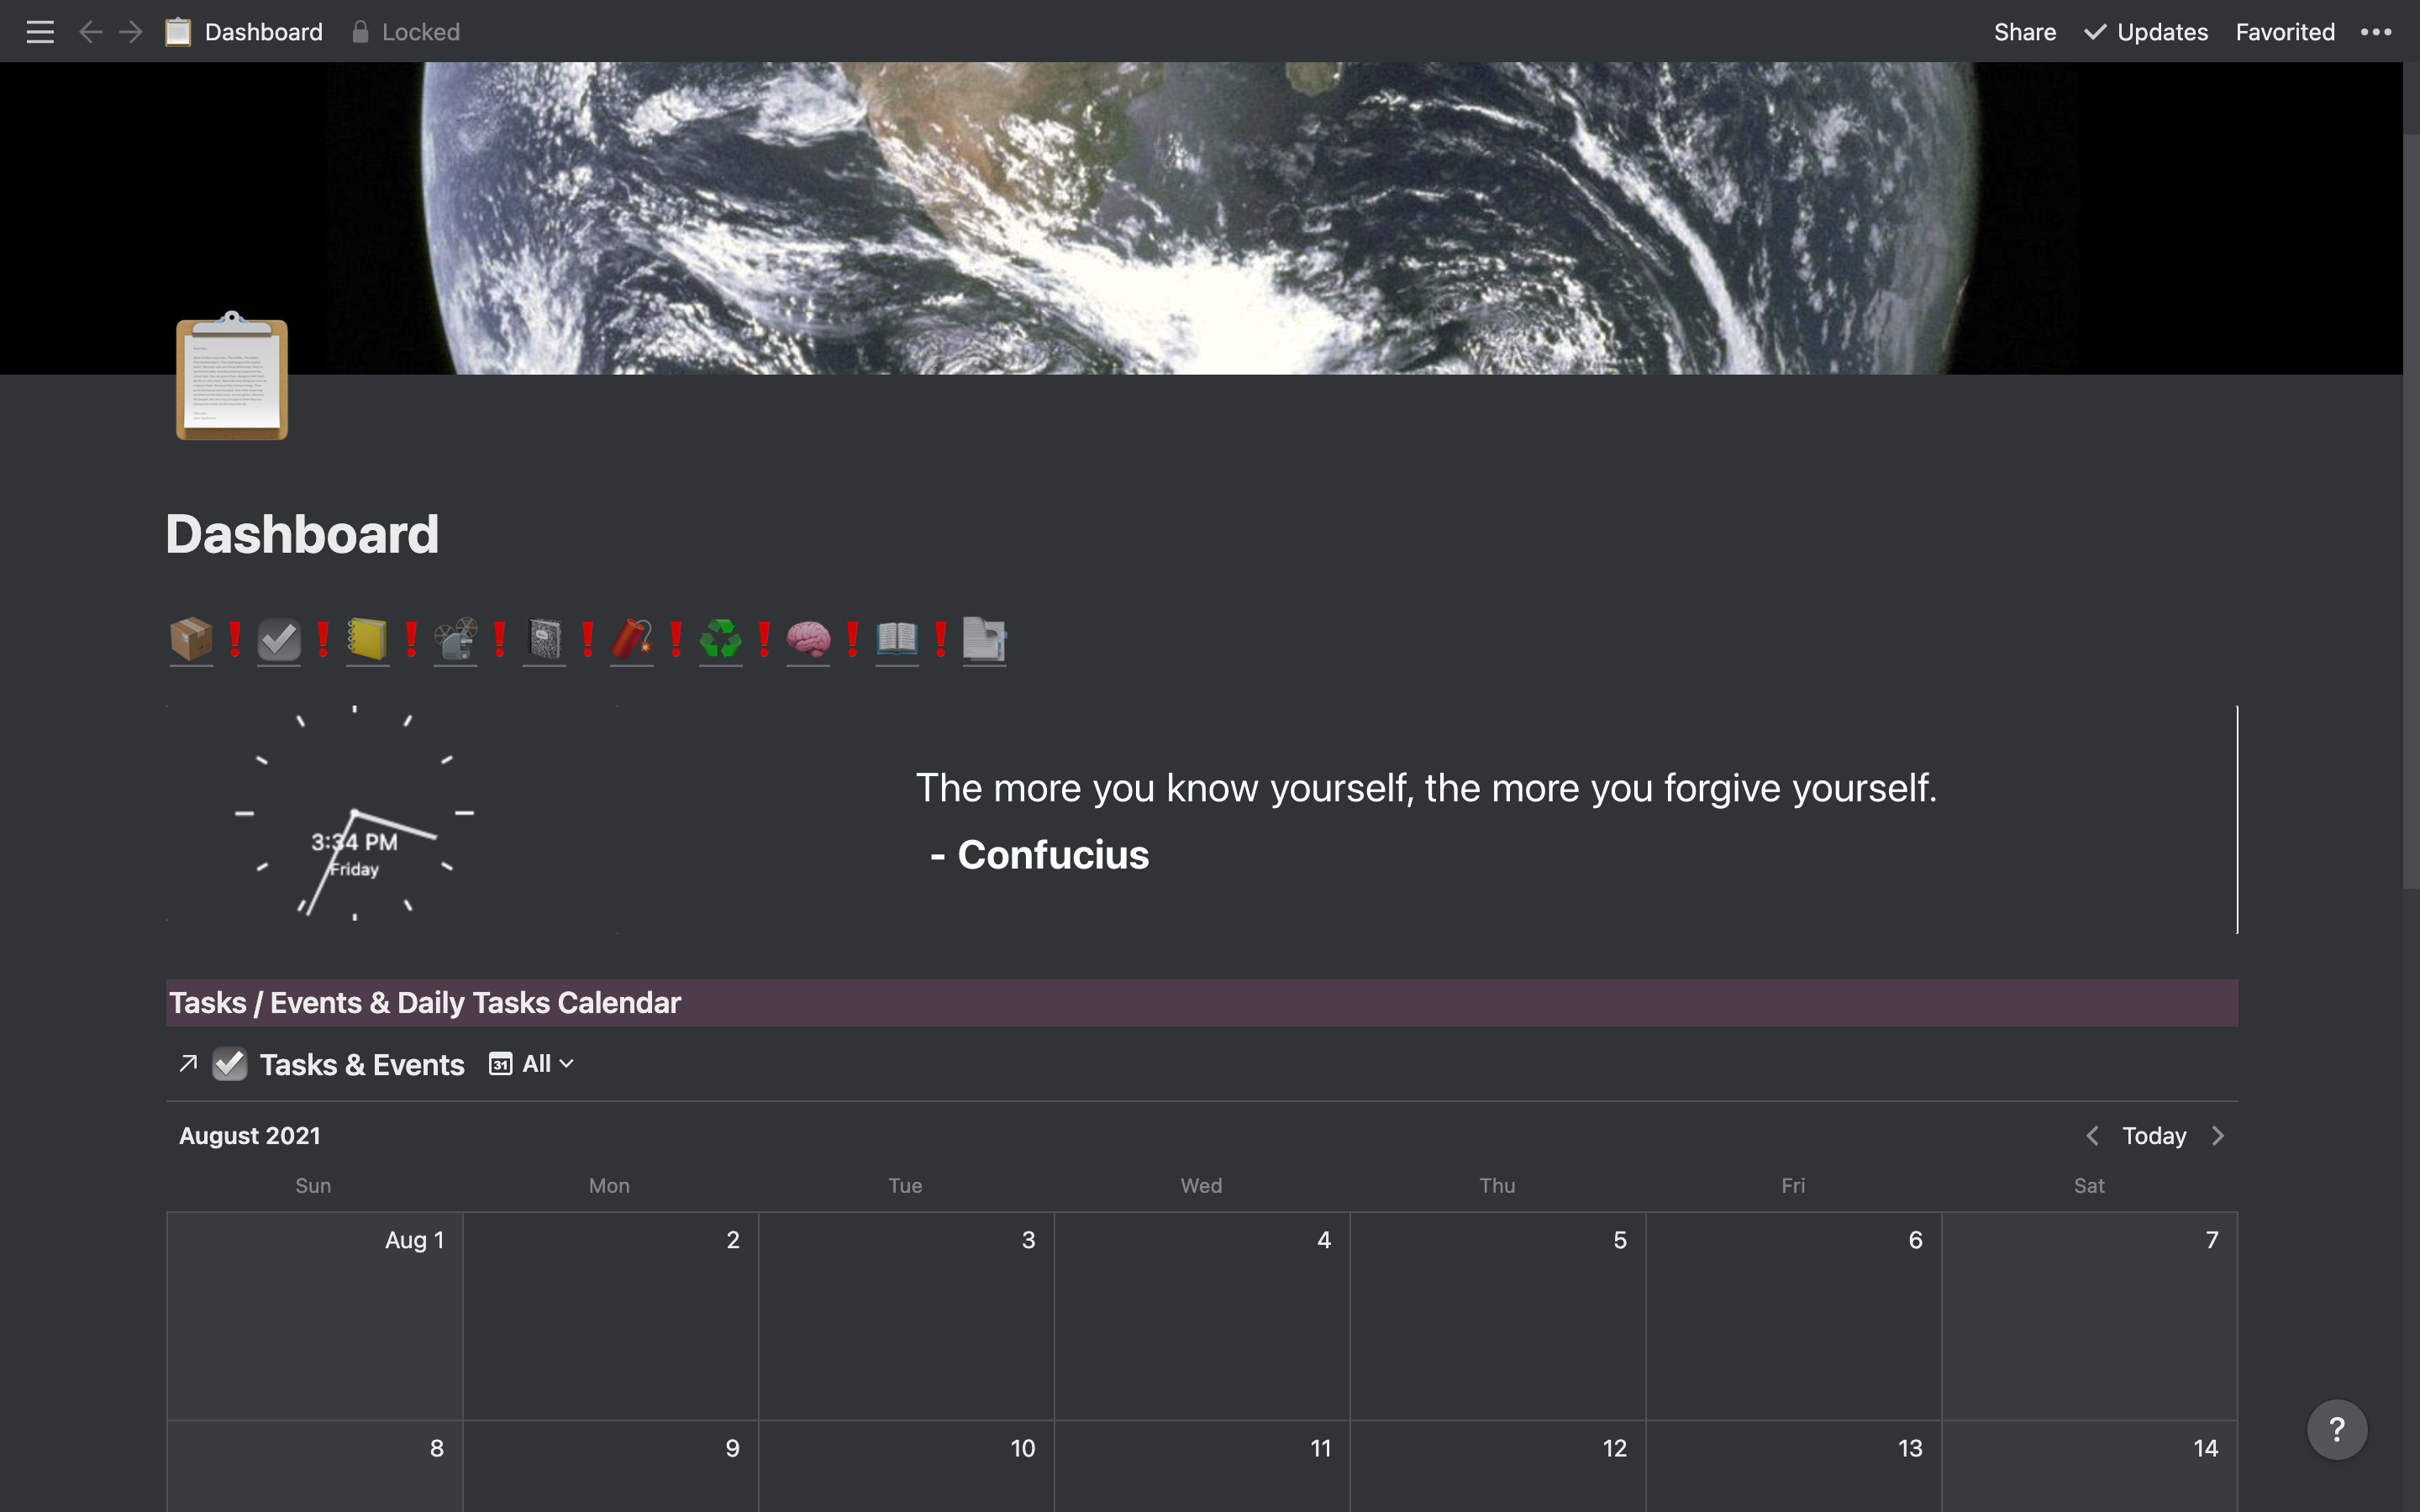 Dashboard Locked Share Updates Favorited
Dashboard
3:34 PM
Friday
The more you know yourself, the more you forgive yourself.
- Confucius
Tasks / Events & Daily Tasks Calendar
Tasks & Events 31 All
August 2021 Today
Sun Mon Tue Wed Thu Fri Sat
Aug 1 2 3 4 5 6 7
8 9 10 11 12 13 14
?